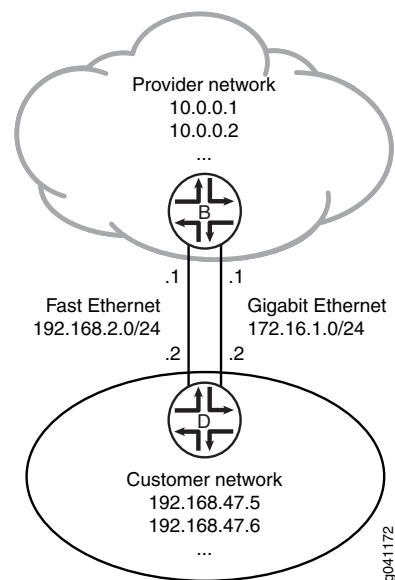 Provider network
10.0.0.1
10.0.0.2
...
B
.1
.1
Fast Ethernet
192.168.2.0/24
Gigabit Ethernet
172.16.1.0/24
.2
.2
D
Customer network
192.168.47.5
192.168.47.6
...
g041172